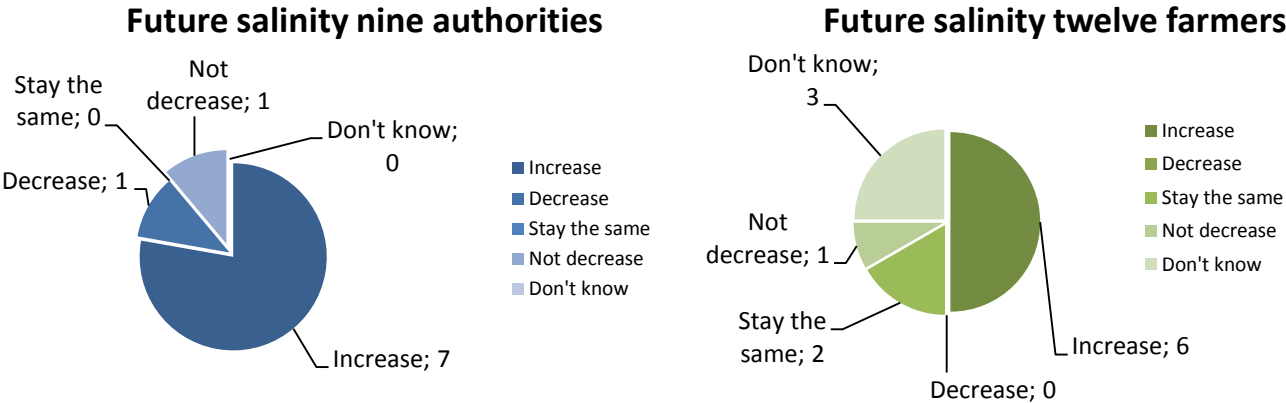 Future salinity nine authorities
Stay the
same; 0
Not
decrease; 1
Don't know;
0
Decrease; 1
Increase; 7
Increase
Decrease
Stay the same
Not decrease
Don't know
Future salinity twelve farmers
Don't know;
3
Not
decrease; 1
Stay the
same; 2
Decrease; 0
Increase; 6
Increase
Decrease
Stay the same
Not decrease
Don't know